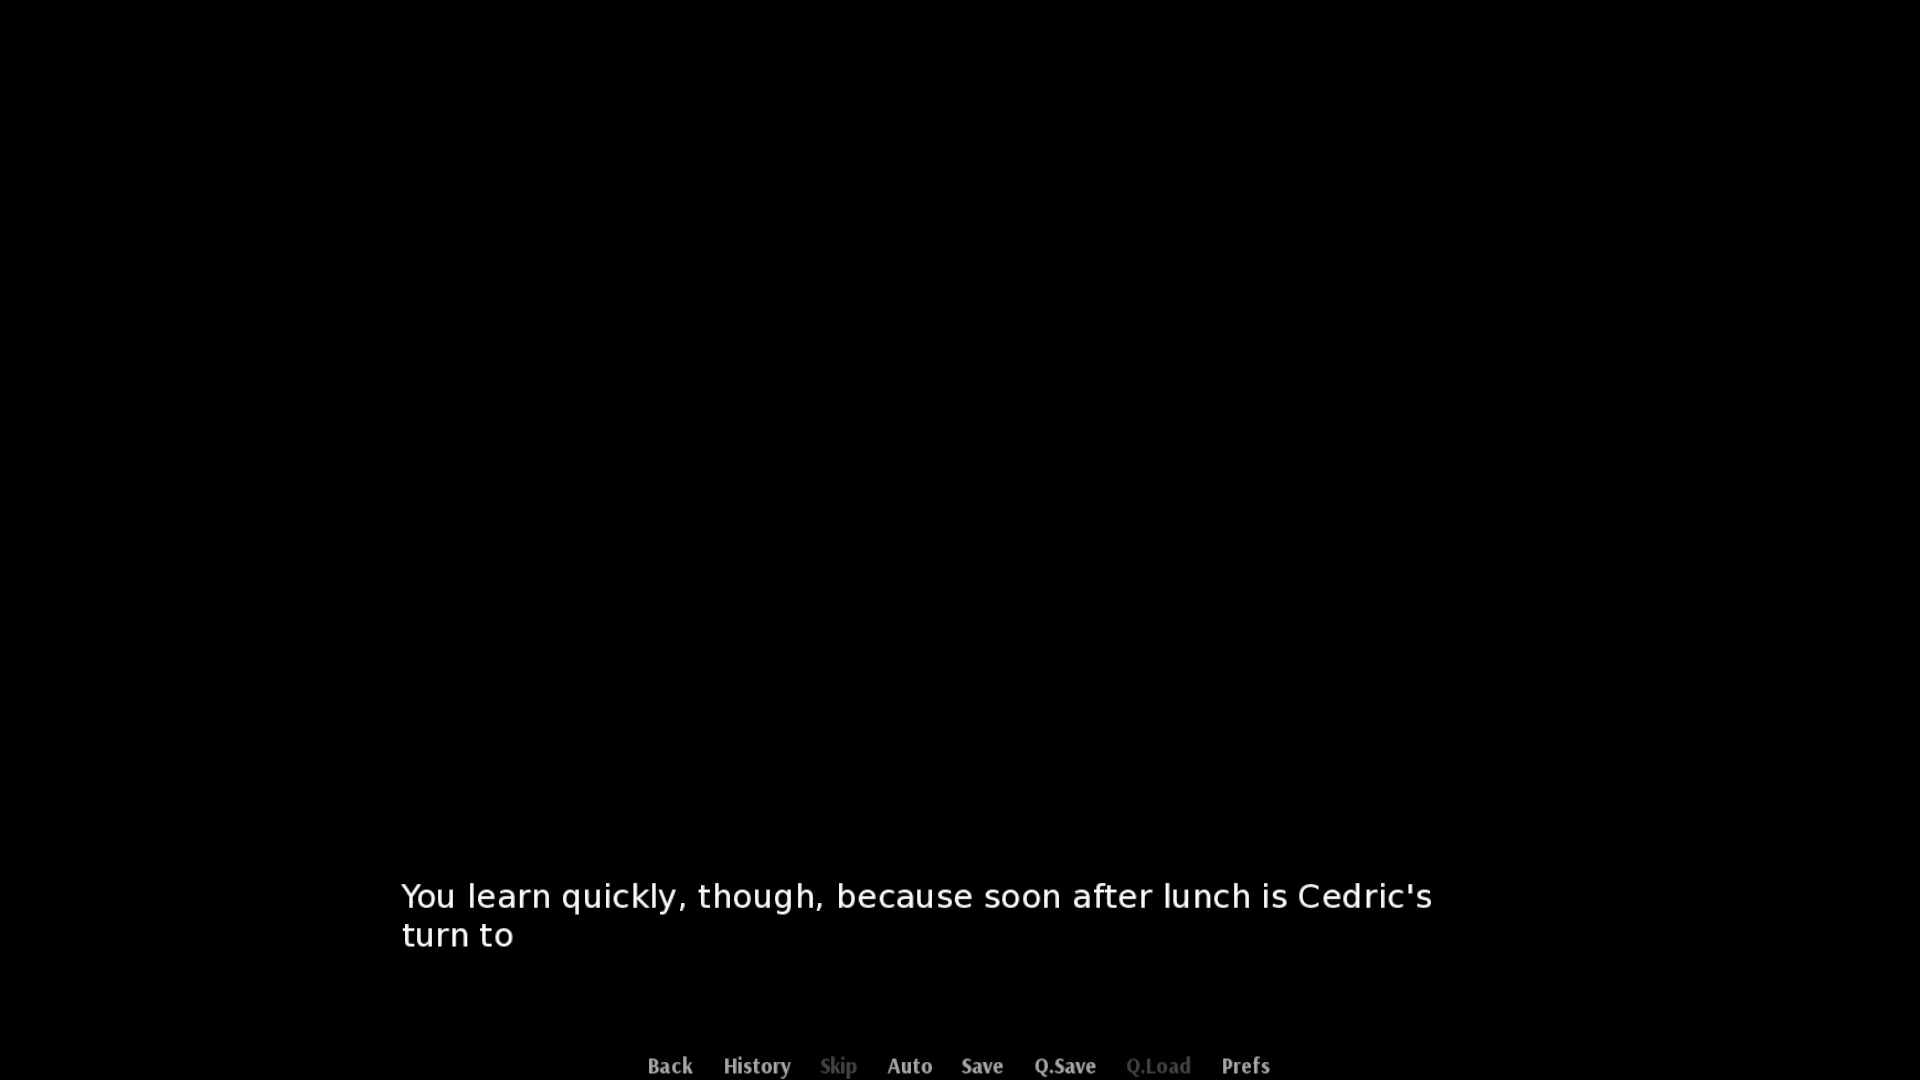 You learn quickly, though, because soon after lunch is Cedric's
turn to
Back History Skip Auto Save Q.Save Q.Load Prefs